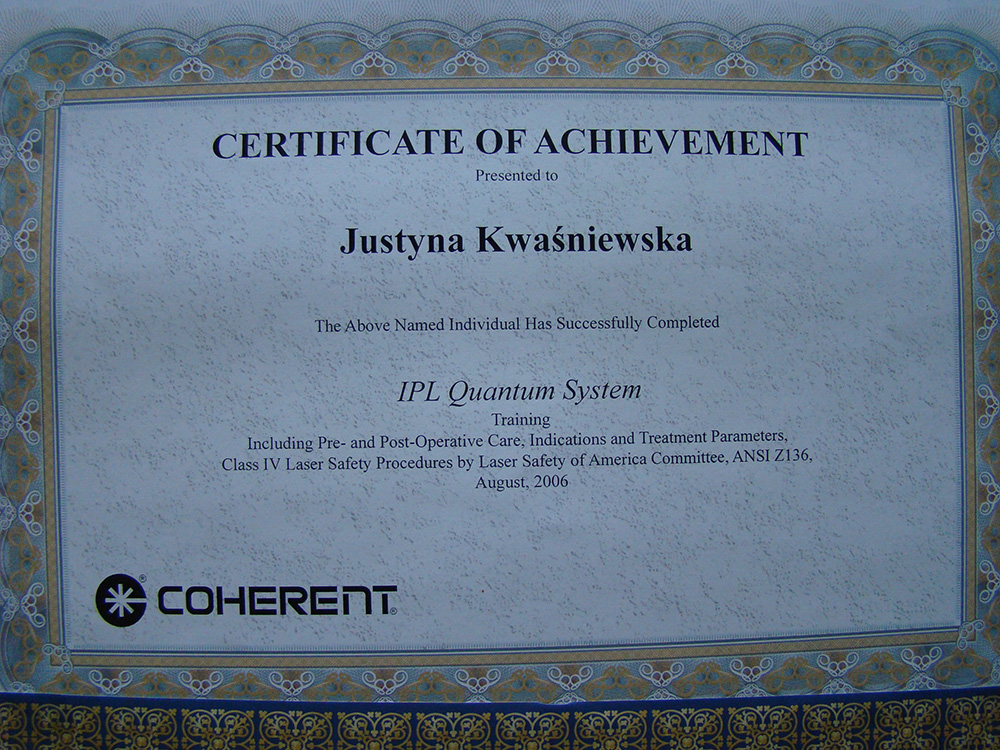 CERTIFICATE OF ACHIEVEMENT
Presented to
Justyna Kwaśniewska
The Above Named Individual Has Successfully Completed
IPL Quantum System
Training
Including Pre- and Post-Operative Care, Indications and Treatment Parameters,
Class IV Laser Safety Procedures by Laser Safety of America Committee, ANSI Z136,
August, 2006
® COHERENT®